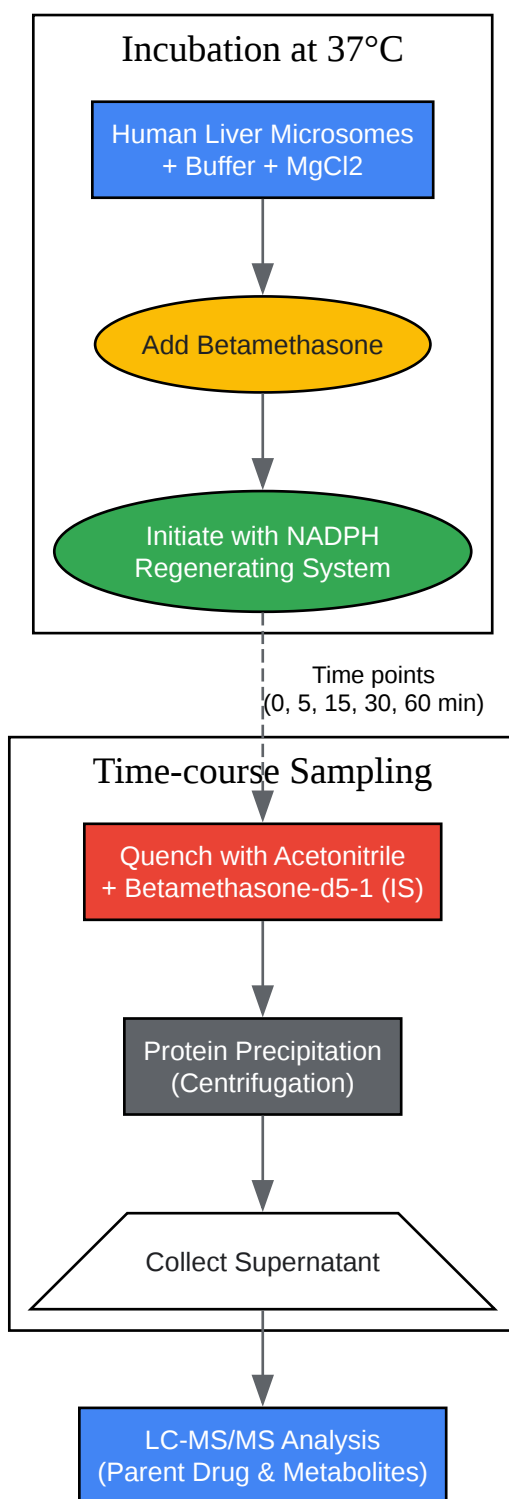 Incubation at 37°C
Human Liver Microsomes
+ Buffer + MgCl2
Add Betamethasone
Initiate with NADPH
Regenerating System
Time points
(0, 5, 15, 30, 60 min)
Time-course Sampling
Quench with Acetonitrile
+ Betamethasone-d5-1 (IS)
Protein Precipitation
(Centrifugation)
Collect Supernatant
LC-MS/MS Analysis
(Parent Drug & Metabolites)